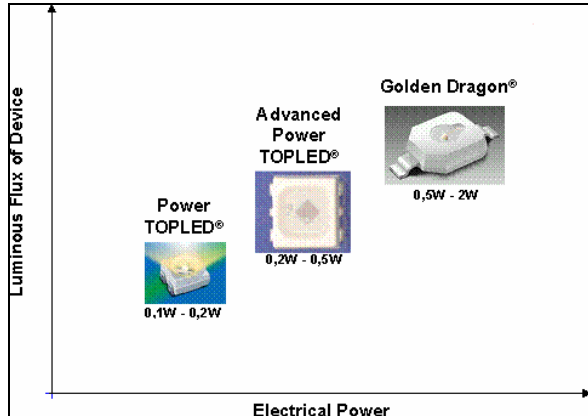 Luminous Flux of Device
Golden Dragon®
0,5W - 2W
Advanced
Power
TOPLED®
0,2W - 0,5W
Power
TOPLED®
0,1W - 0,2W
Electrical Power